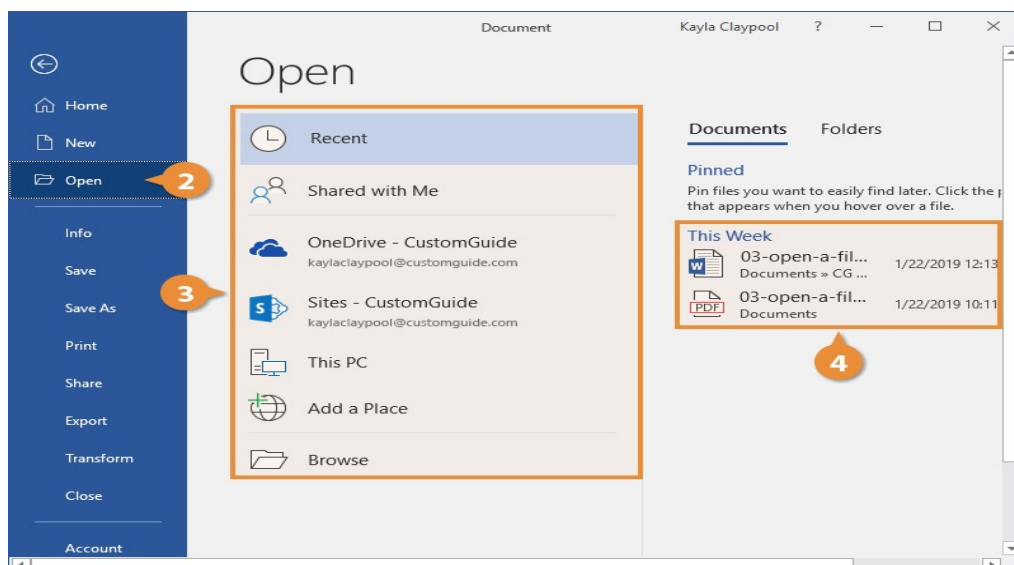 Document
Kayla Claypool ?
Home
New
Open
2
Info
Save
Save As
Print
Share
Export
Transform
Close
Account
Open
3
Recent
Shared with Me
OneDrive - CustomGuide
kaylaclaypool@customguide.com
Sites - CustomGuide
kaylaclaypool@customguide.com
This PC
Add a Place
Browse
Documents Folders
Pinned
Pin files you want to easily find later. Click the
that appears when you hover over a file.
This Week
03-open-a-fil... 1/22/2019 12:13
Documents » CG ...
PDF
03-open-a-fil... 1/22/2019 10:11
Documents
4